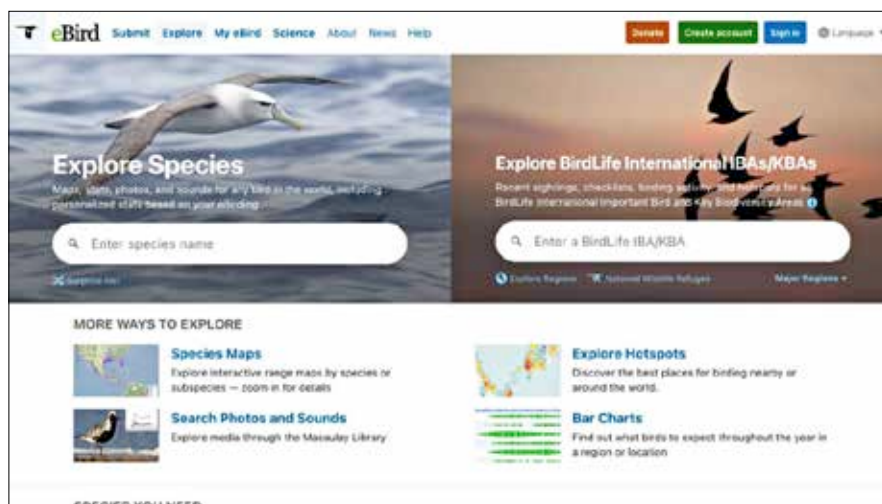 eBird Submit Explore My eBird Science About News Help
Donate Create account Sign in Language
Explore Species
Maps, stats, photos, and sounds for any bird in the world, including
personalized stats based on your eBirding
Enter species name
Surprise me!
Explore BirdLife International IBAs/KBAs
Recent sightings, checklists, birding activity, and hotspots for all
BirdLife International Important Bird and Key Biodiversity Areas
Enter a BirdLife IBA/KBA
Explore Regions National Wildlife Refuges Major Regions
MORE WAYS TO EXPLORE
Species Maps
Explore interactive range maps by species or
subspecies — zoom in for details
Explore Hotspots
Discover the best places for birding nearby or
around the world.
Search Photos and Sounds
Explore media through the Macaulay Library
Bar Charts
Find out what birds to expect throughout the year in
a region or location
SPECIES YOU NEED